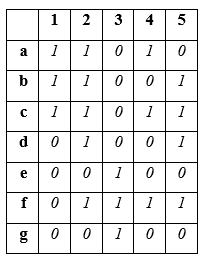 1 2 3 4 5
a 1 1 0 1 0
b 1 1 0 0 1
c 1 1 0 1 1
d 0 1 0 0 1
e 0 0 1 0 0
f 0 1 1 1 1
g 0 0 1 0 0